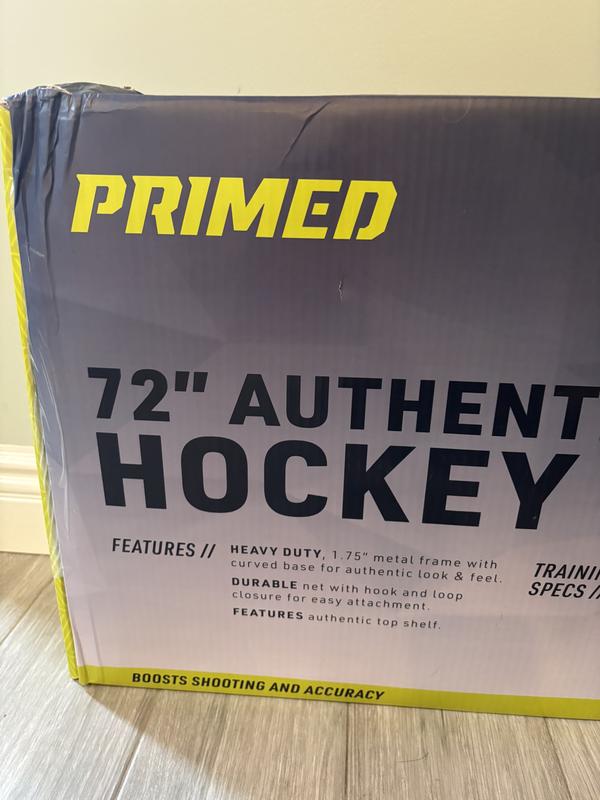 PRIMED
72" AUTHENT
HOCKEY
FEATURES //
HEAVY DUTY, 1.75" metal frame with
curved base for authentic look & feel.
DURABLE net with hook and loop
closure for easy attachment.
FEATURES authentic top shelf.
TRAINI
SPECS //
BOOSTS SHOOTING AND ACCURACY